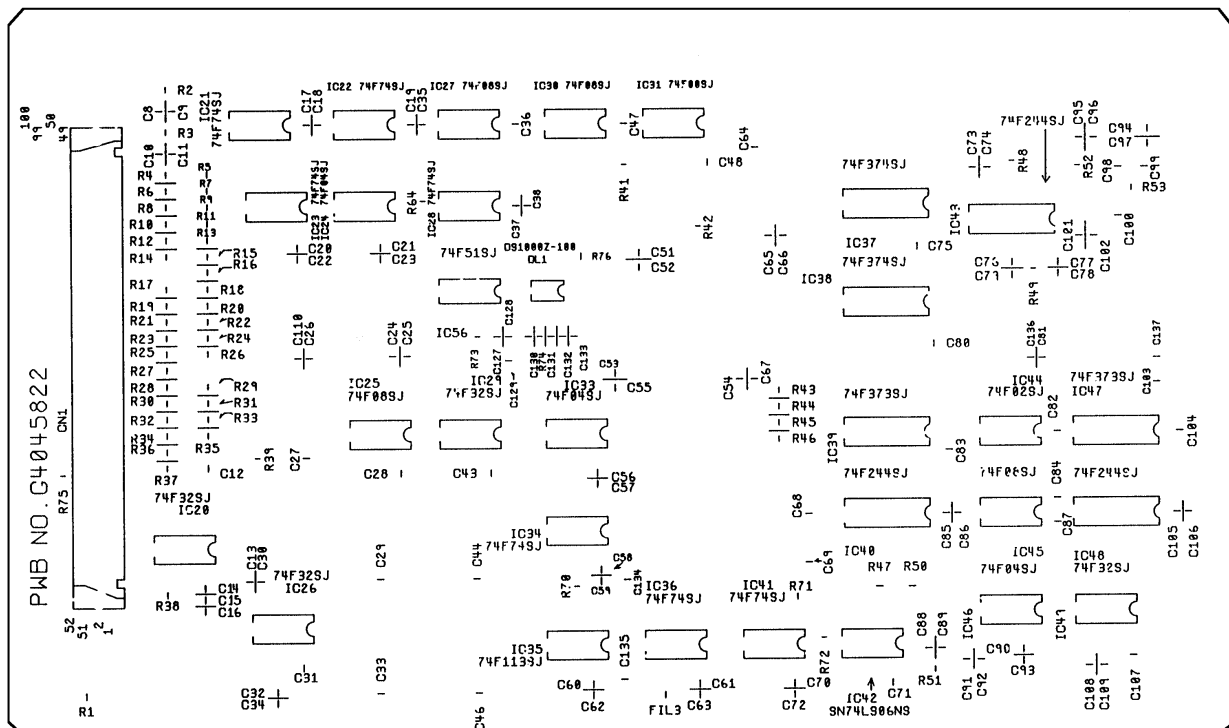 100
99
50
49
C8
C9
R2
R3
IC21
74F74SJ
C17
C18
IC22 74F74SJ
C19
C35
IC27 74F08SJ
C36
IC30 74F08SJ
C47
IC31 74F00SJ
C64
C48
74F244SJ
C73
C74
R48
C95
C96
R52
C94
C97
C98
C99
R53
C10
C11
R4
R5
R6
R7
R8
R9
R10
R11
R12
R13
R14
R15
R16
IC23 74F74SJ
IC24 74F04SJ
R64
IC28 74F74SJ
C38
C37
R41
R42
74F374SJ
IC37
C75
IC43
C100
C101
C102
C20
C22
C21
C23
74F51SJ
DS1000Z-100
DL1
R76
C51
C52
C65
C66
74F374SJ
IC38
C77
C78
C79
R49
R17
R18
R19
R20
R21
R22
R23
R24
R25
R26
C110
C26
C24
C25
IC56
R73
C128
C127
C129
C130
R74
C131
C132
C133
C80
C136
C81
C137
C103
R27
R28
R29
R30
R31
R32
R33
R34
R35
R36
R37
IC25
74F08SJ
IC29
74F32SJ
IC33
74F04SJ
C53
C55
C54
C67
R43
R44
R45
R46
74F373SJ
IC39
C83
IC44
74F02SJ
C82
74F373SJ
IC47
C104
PWB NO. G4045822
CN1
R75
C12
R39
C27
C28
C43
C56
C57
74F244SJ
IC40
C68
C85
C86
74F08SJ
IC45
C84
C87
74F244SJ
IC48
C105
C106
74F32SJ
IC20
C13
C30
74F32SJ
IC26
C29
C44
IC34
74F74SJ
C58
C59
R70
C134
C69
R47
R50
74F04SJ
74F32SJ
R38
C14
C15
C16
IC36
74F74SJ
IC41
74F74SJ
R71
IC46
IC49
IC35
74F113SJ
C135
R72
C88
C89
C90
C93
52
51
2
1
R1
C31
C32
C34
C33
C46
C60
C62
FIL3
C61
C63
C70
C72
IC42
SN74LS06NS
C71
R51
C91
C92
C108
C109
C107